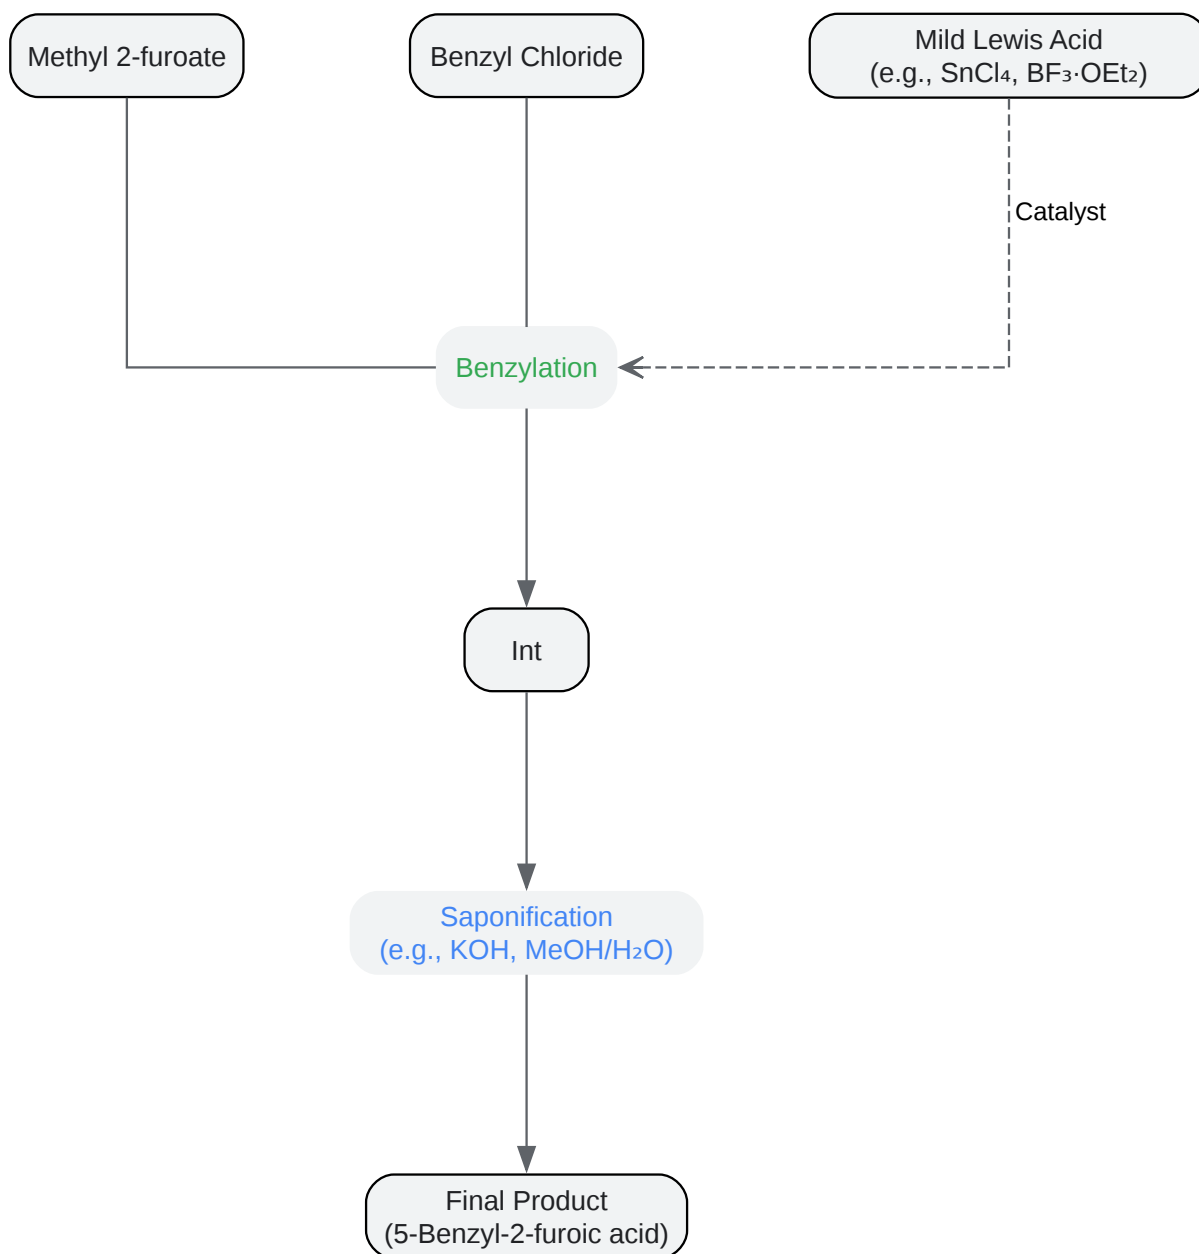 Methyl 2-furoate
Benzyl Chloride
Mild Lewis Acid
(e.g., SnCl₄, BF₃·OEt₂)
Catalyst
Benzylation
Int
Saponification
(e.g., KOH, MeOH/H₂O)
Final Product
(5-Benzyl-2-furoic acid)